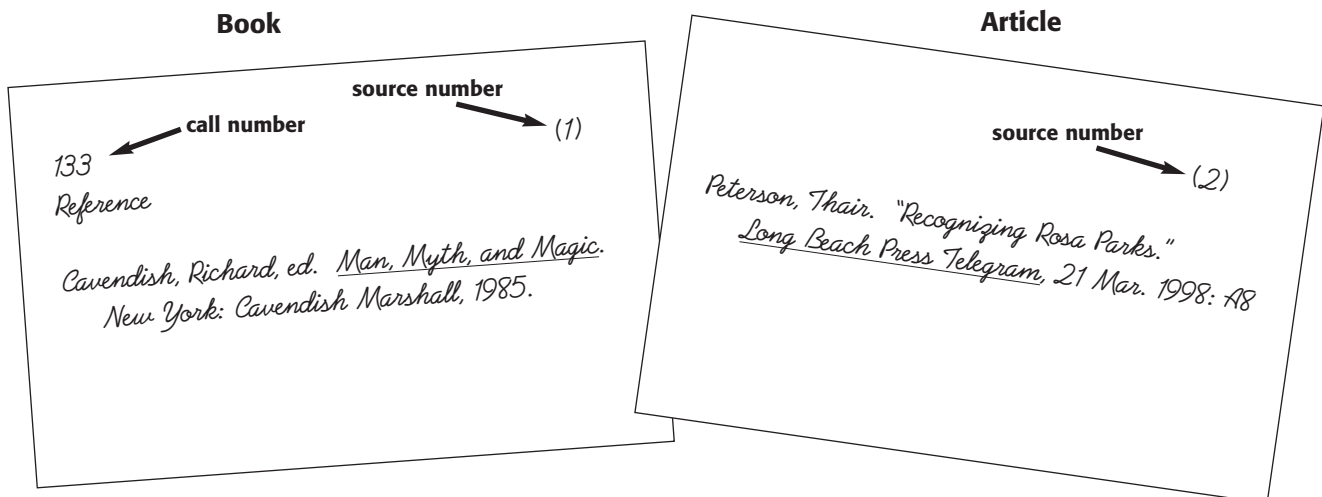 Book
source number
call number
(1)
133
Reference
Cavendish, Richard, ed. Man, Myth, and Magic.
New York: Cavendish Marshall, 1985.
Article
source number
(2)
Peterson, Thair. "Recognizing Rosa Parks."
Long Beach Press Telegram, 21 Mar. 1998: A8